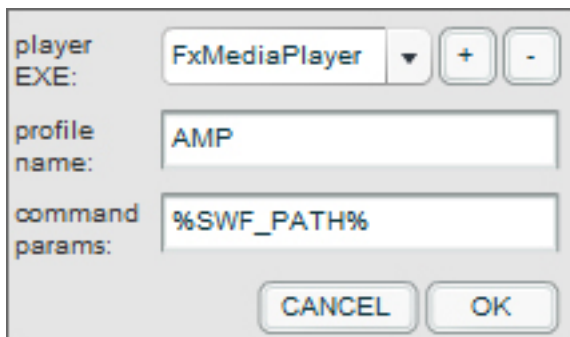 player EXE: FxMediaPlayer + -
profile name: AMP
command params: %SWF_PATH%
CANCEL OK